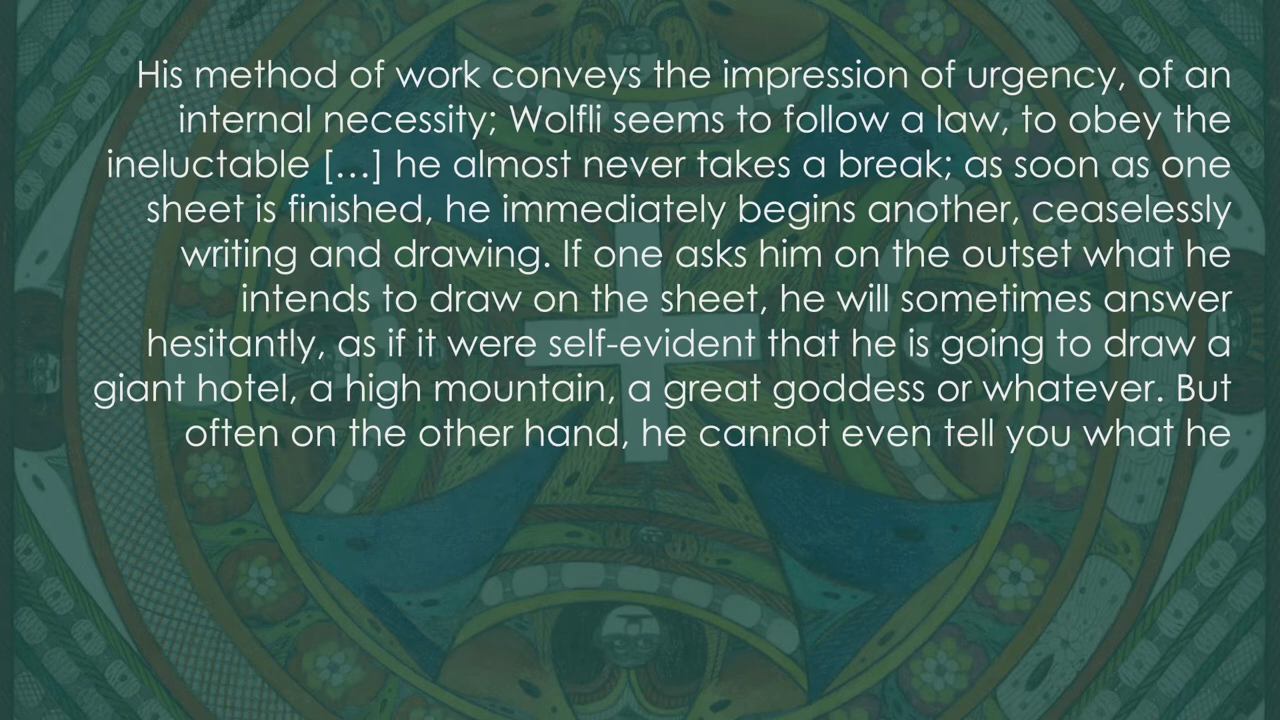 His method of work conveys the impression of urgency, of an
internal necessity; Wolfli seems to follow a law, to obey the
ineluctable […] he almost never takes a break; as soon as one
sheet is finished, he immediately begins another, ceaselessly
writing and drawing. If one asks him on the outset what he
intends to draw on the sheet, he will sometimes answer
hesitantly, as if it were self-evident that he is going to draw a
giant hotel, a high mountain, a great goddess or whatever. But
often on the other hand, he cannot even tell you what he